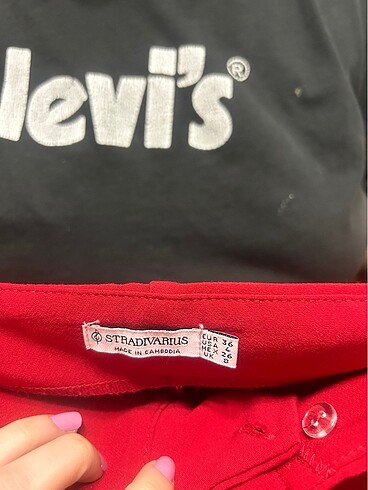 levi's®
STRADIVARIUS
MADE IN CAMBODIA
EUR 36
USA 4
MEX 26
UK 8